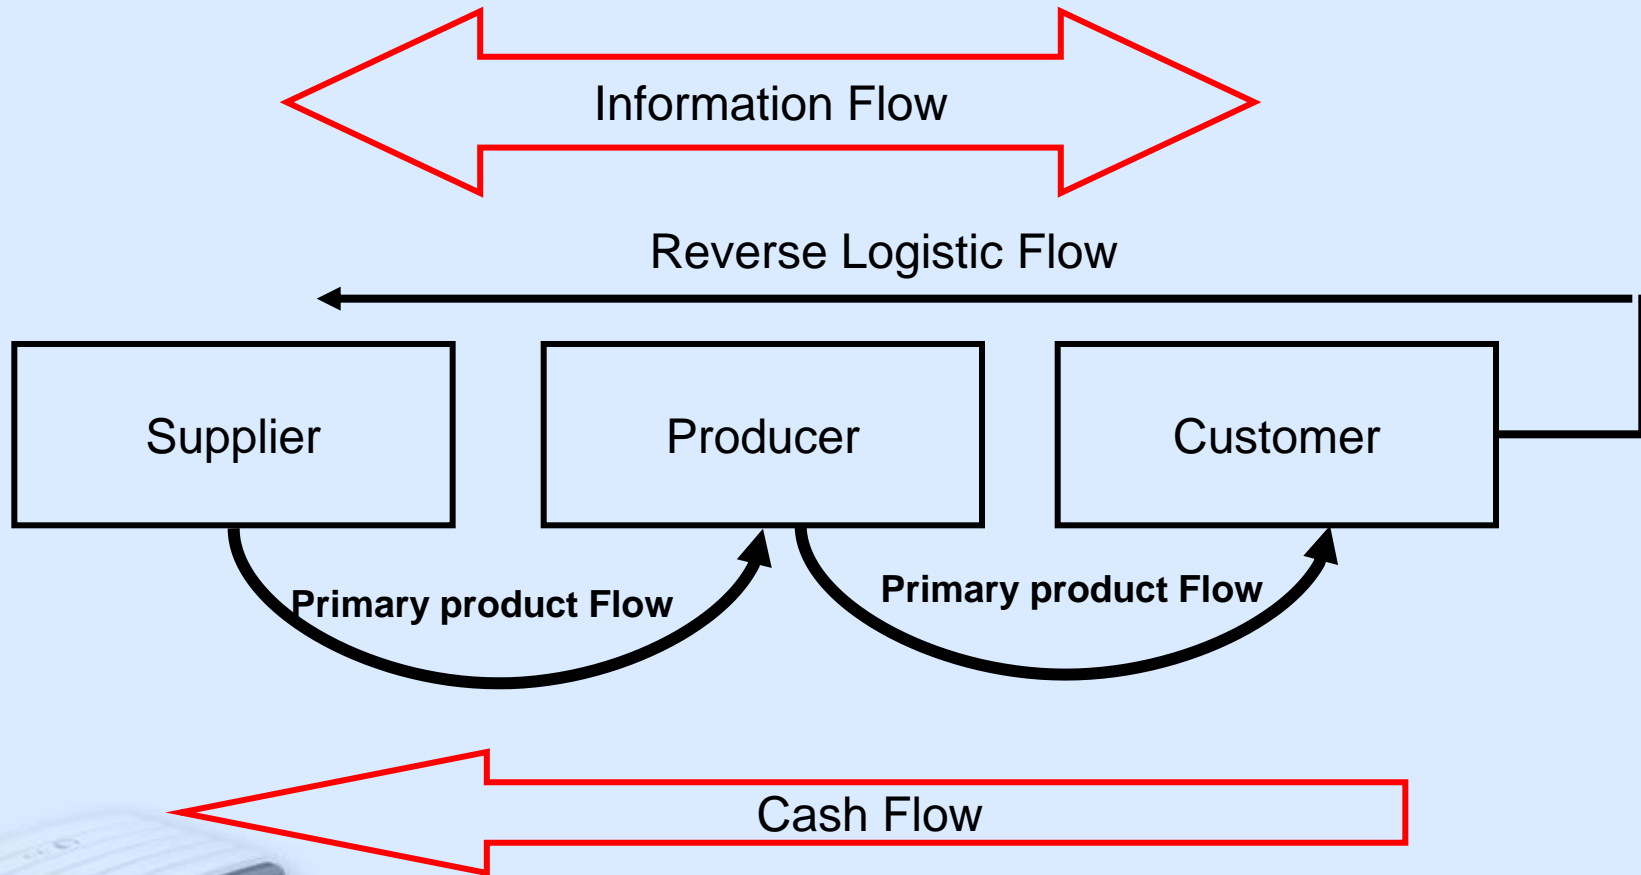 Information Flow
Reverse Logistic Flow
Supplier
Producer
Customer
Primary product Flow
Primary product Flow
Cash Flow